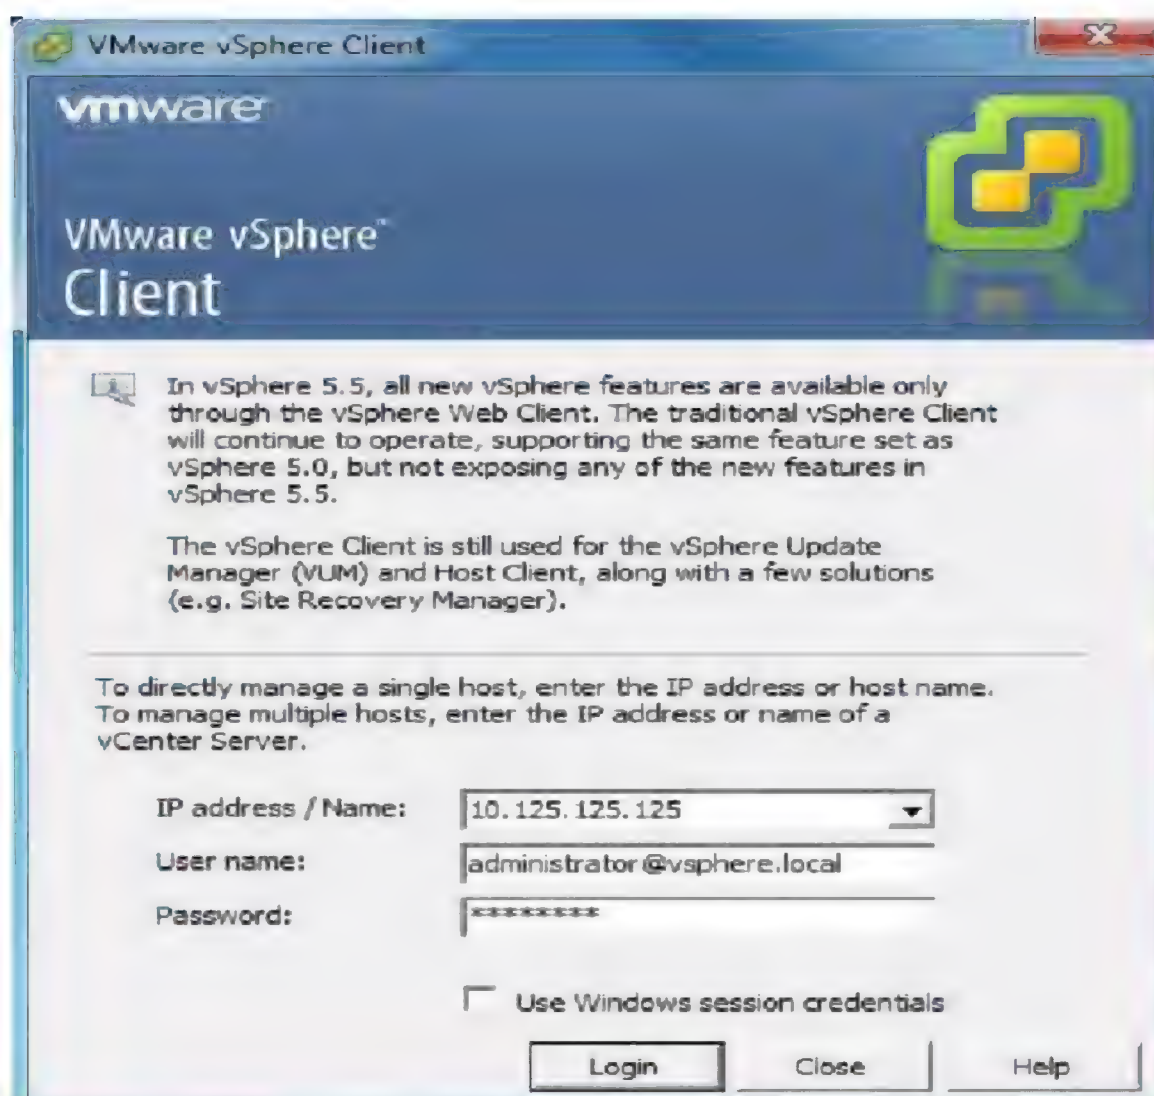 VMware vSphere Client
vmware
VMware vSphere™
Client
In vSphere 5.5, all new vSphere features are available only
through the vSphere Web Client. The traditional vSphere Client
will continue to operate, supporting the same feature set as
vSphere 5.0, but not exposing any of the new features in
vSphere 5.5.
The vSphere Client is still used for the vSphere Update
Manager (VUM) and Host Client, along with a few solutions
(e.g. Site Recovery Manager).
To directly manage a single host, enter the IP address or host name.
To manage multiple hosts, enter the IP address or name of a
vCenter Server.
IP address / Name: 10.125.125.125
User name: administrator@vsphere.local
Password: ********
Use Windows session credentials
Login Close Help